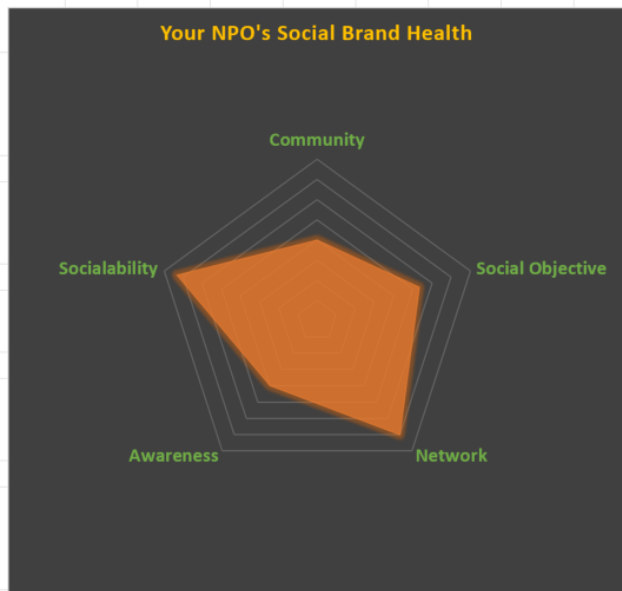 Your NPO's Social Brand Health
Community
Socialability
Social Objective
Awareness
Network